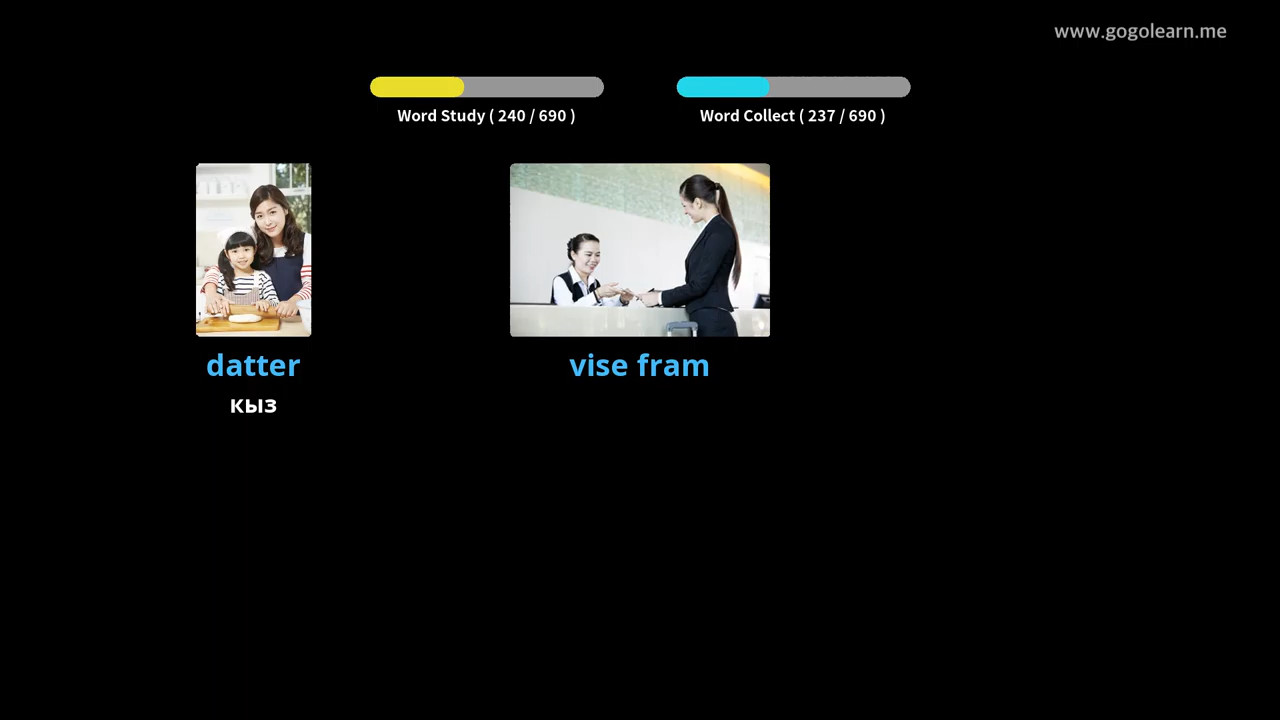 www.gogolearn.me
Word Study ( 240 / 690 )
Word Collect ( 237 / 690 )
datter
кыз
vise fram